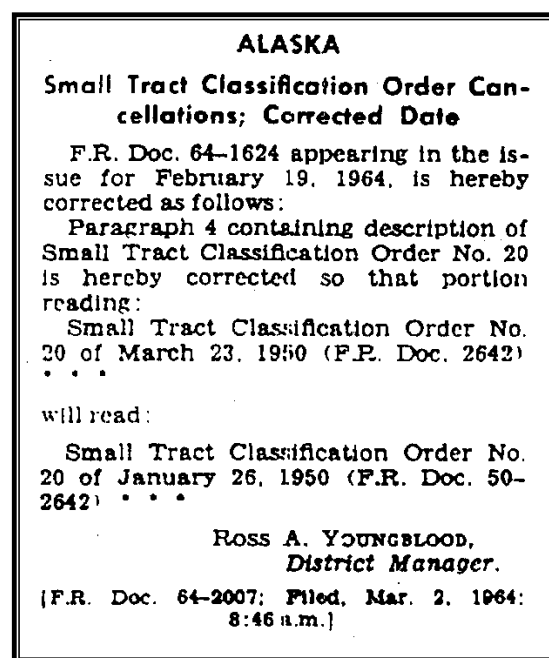 ALASKA
Small Tract Classification Order Can-
cellations; Corrected Date
F.R. Doc. 64–1624 appearing in the is-
sue for February 19, 1964, is hereby
corrected as follows:
Paragraph 4 containing description of
Small Tract Classification Order No. 20
is hereby corrected so that portion
reading:
Small Tract Classification Order No.
20 of March 23, 1950 (F.R. Doc. 2642)
* * *
will read:
Small Tract Classification Order No.
20 of January 26, 1950 (F.R. Doc. 50–
2642) * * *
ROSS A. YOUNGBLOOD,
District Manager.
[F.R. Doc. 64–2007; Filed, Mar. 2, 1964;
8:46 a.m.]